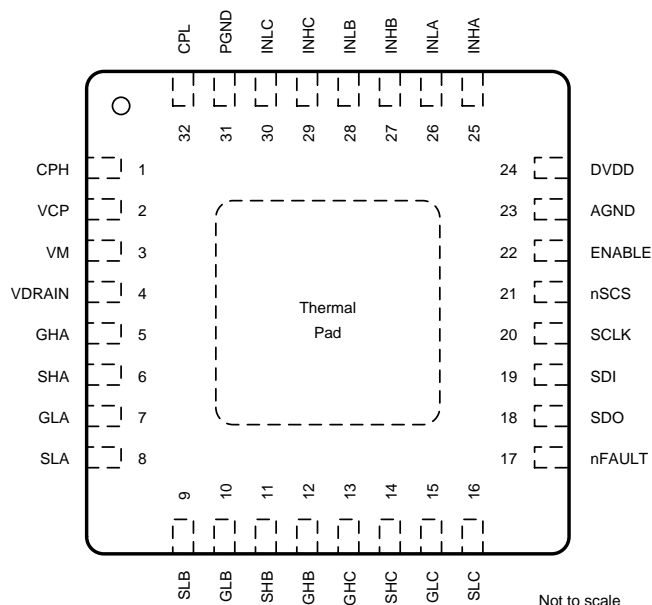 CPL
PGND
INLC
INHC
INLB
INHB
INLA
INHA
32
31
30
29
28
27
26
25
CPH 1
24 DVDD
VCP 2
23 AGND
VM 3
22 ENABLE
VDRAIN 4
21 nSCS
GHA 5
20 SCLK
SHA 6
19 SDI
GLA 7
18 SDO
SLA 8
17 nFAULT
Thermal
Pad
9
10
11
12
13
14
15
16
SLB
GLB
SHB
GHB
GHC
SHC
GLC
SLC
Not to scale